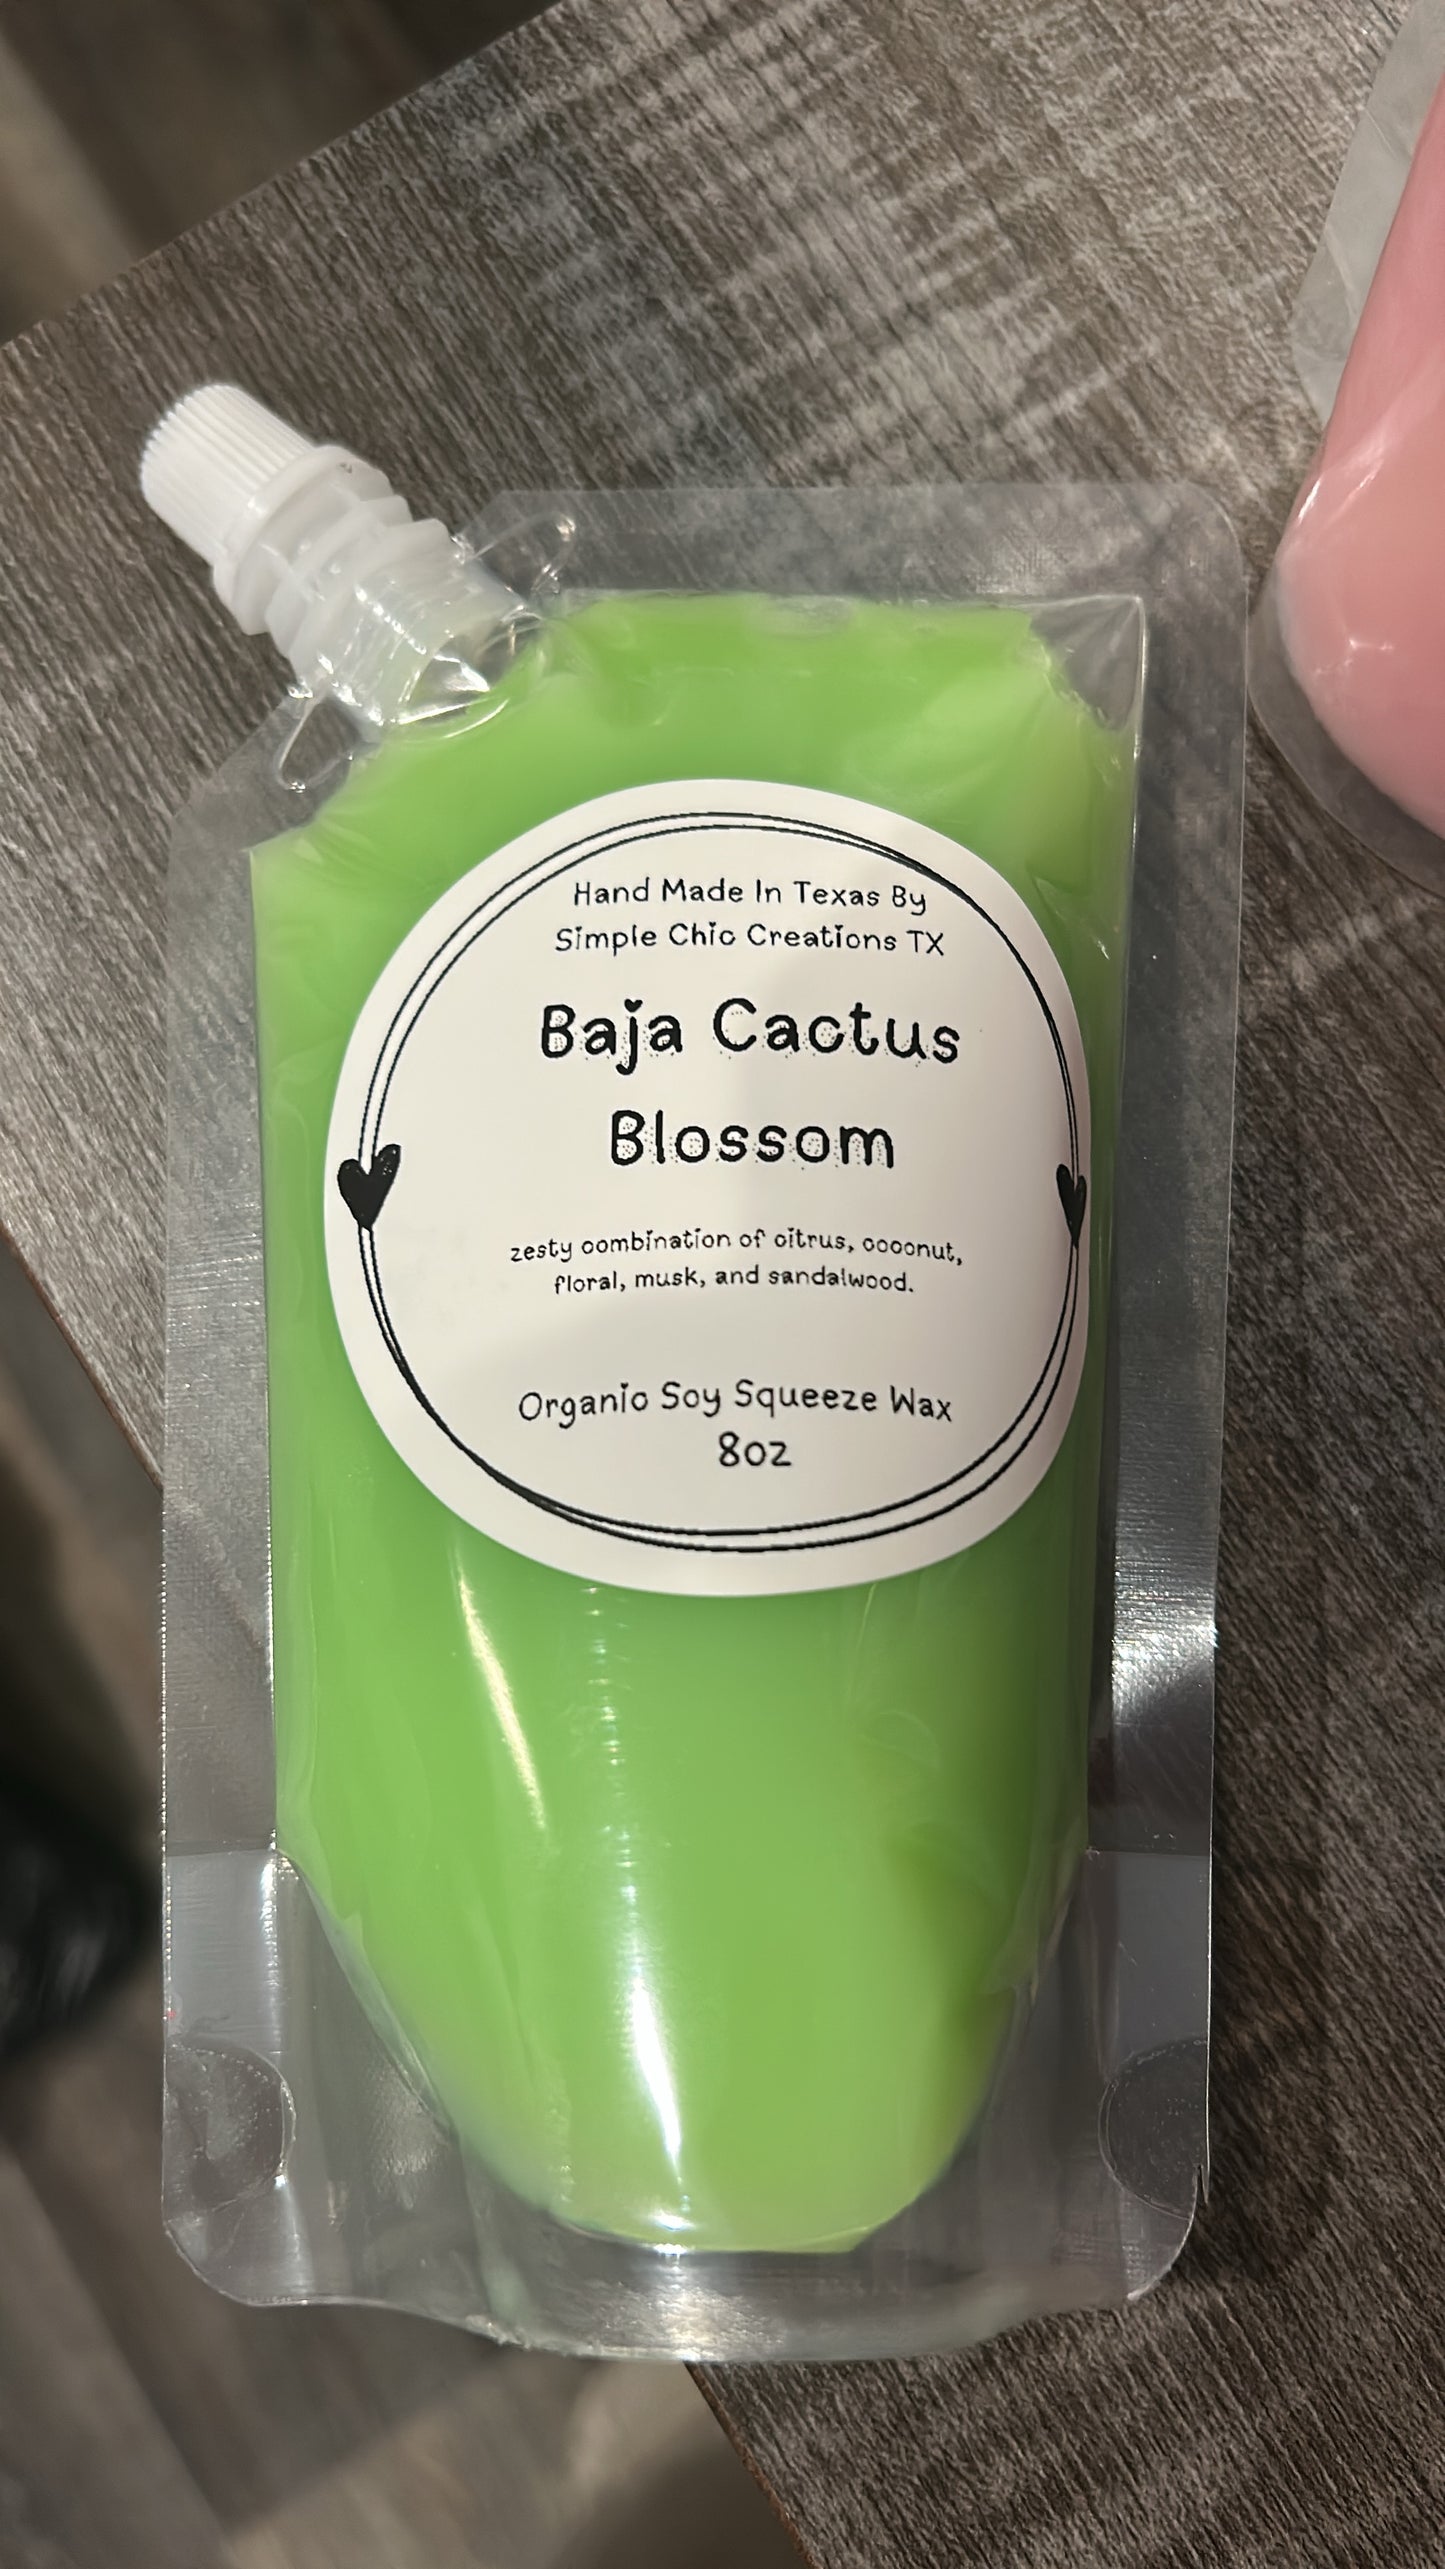 Hand Made In Texas By
Simple Chic Creations TX
Baja Cactus
Blossom
zesty combination of citrus, coconut,
floral, musk, and sandalwood.
Organic Soy Squeeze Wax
8oz